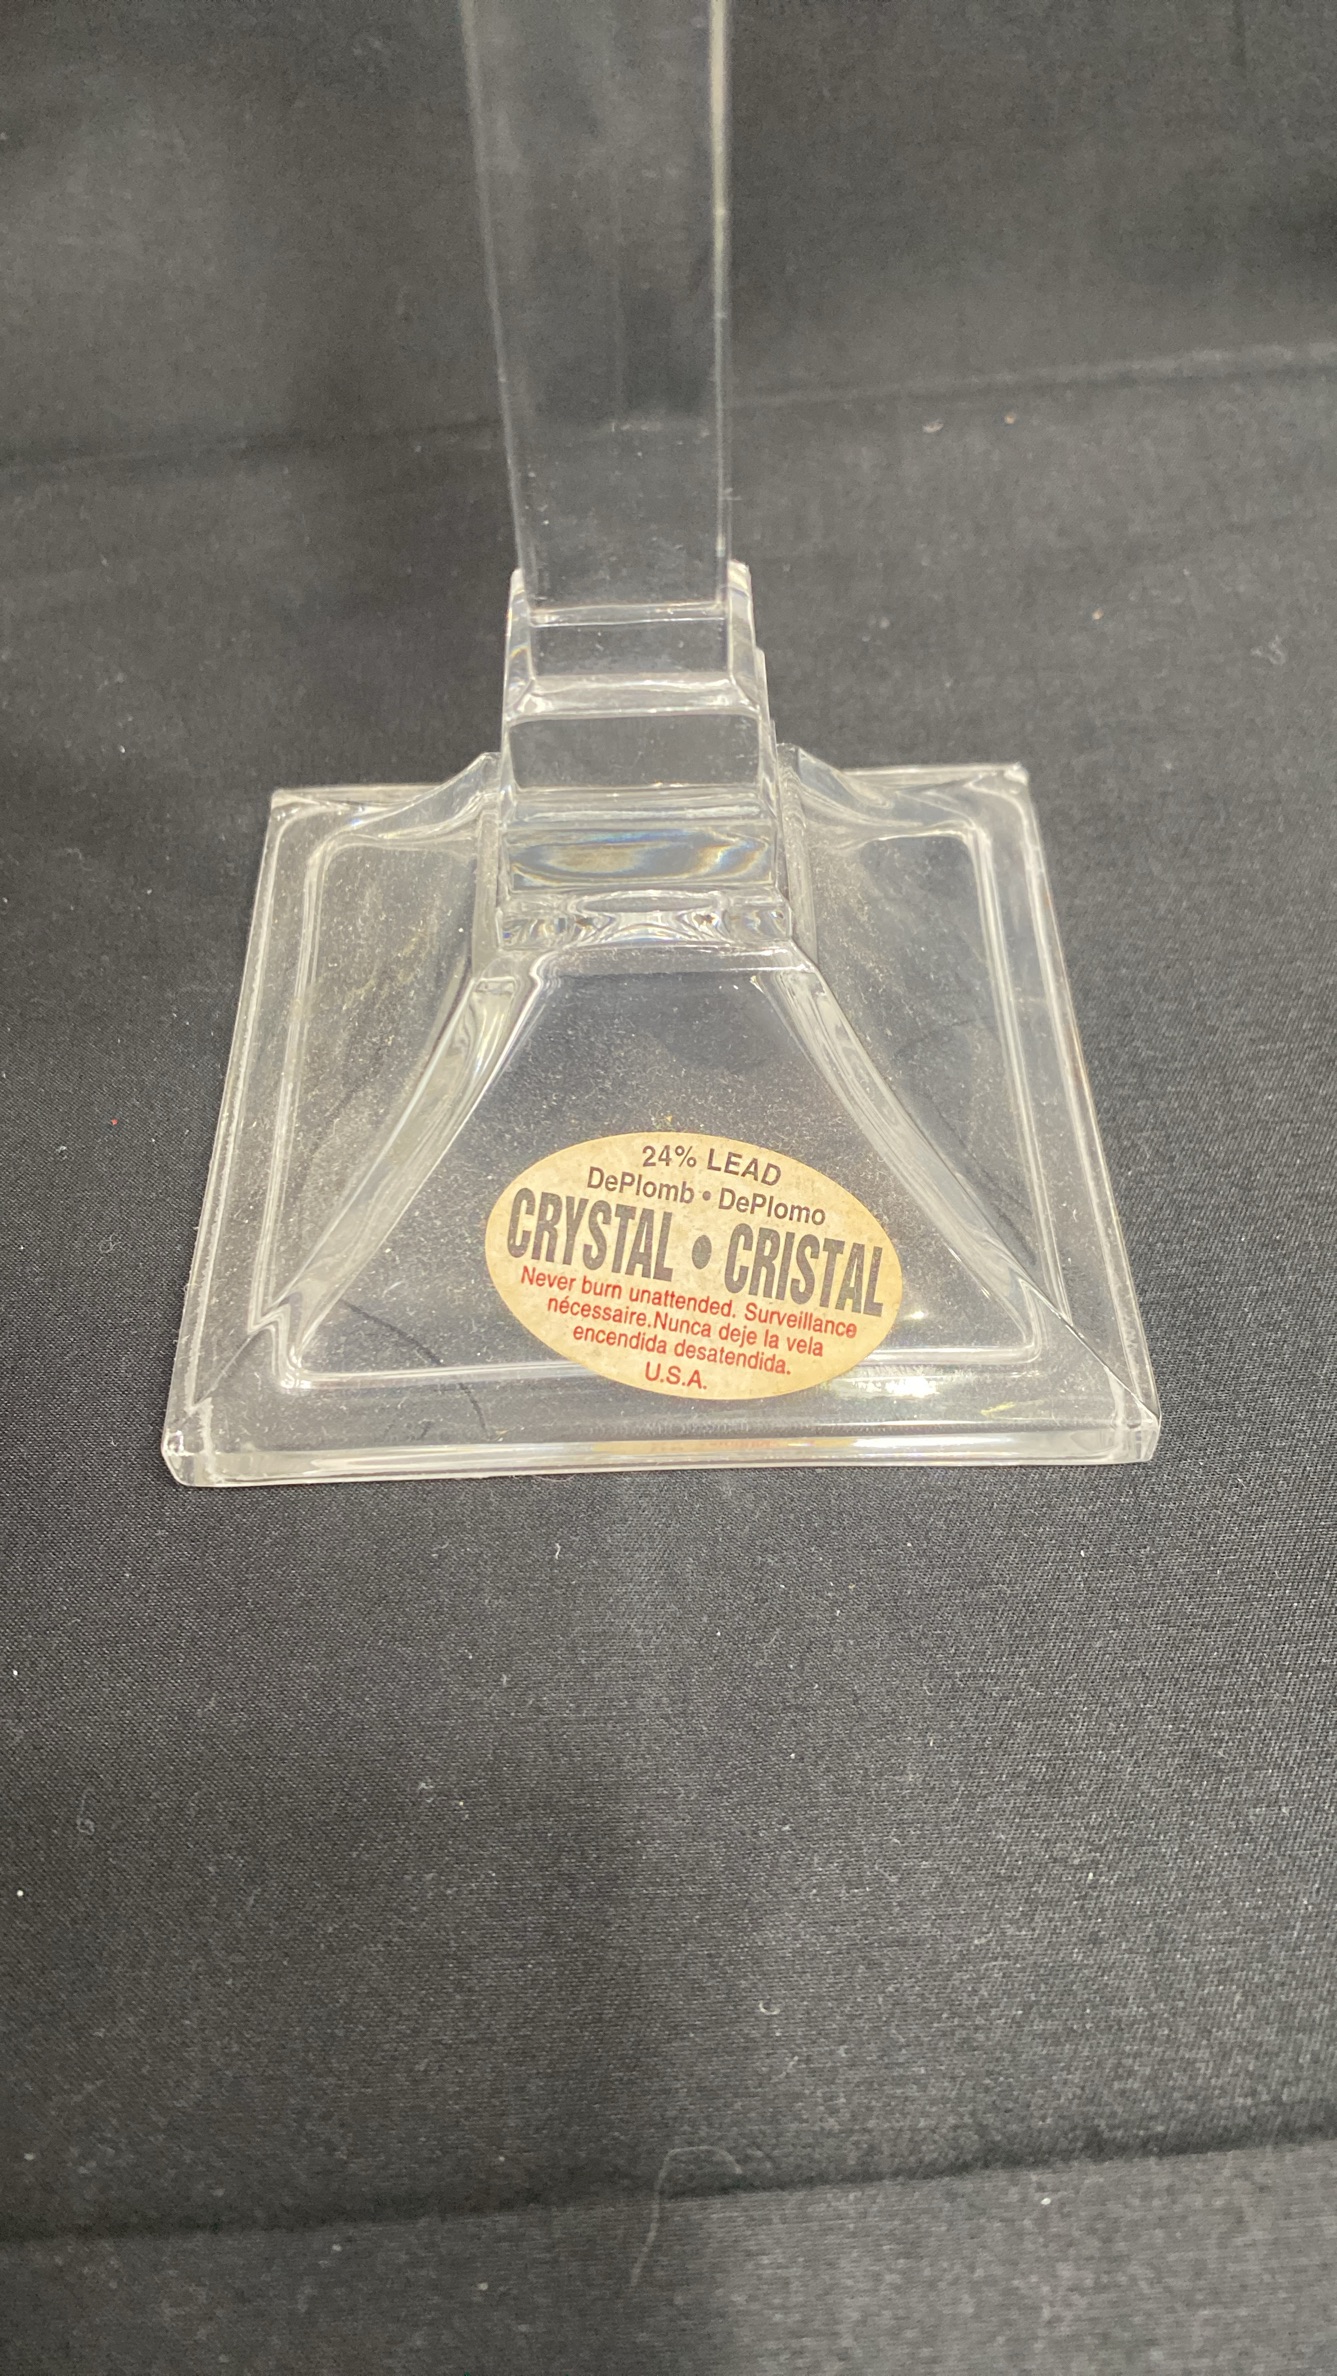 24% LEAD
DePlomb • DePlomo
CRYSTAL • CRISTAL
Never burn unattended. Surveillance
nécessaire.Nunca deje la vela
encendida desatendida.
U.S.A.